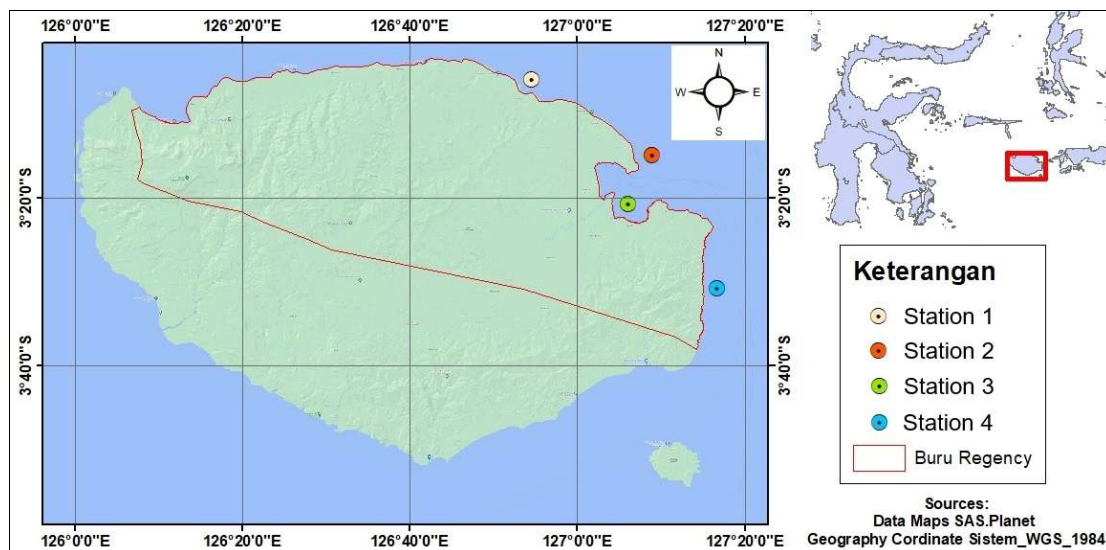 126°0'0"E 126°20'0"E 126°40'0"E 127°0'0"E 127°20'0"E
N
W E
S
3°20'0"S
3°20'0"S
3°40'0"S
3°40'0"S
126°0'0"E 126°20'0"E 126°40'0"E 127°0'0"E 127°20'0"E
Keterangan
Station 1
Station 2
Station 3
Station 4
Buru Regency
Sources:
Data Maps SAS.Planet
Geography Cordinate Sistem_WGS_1984